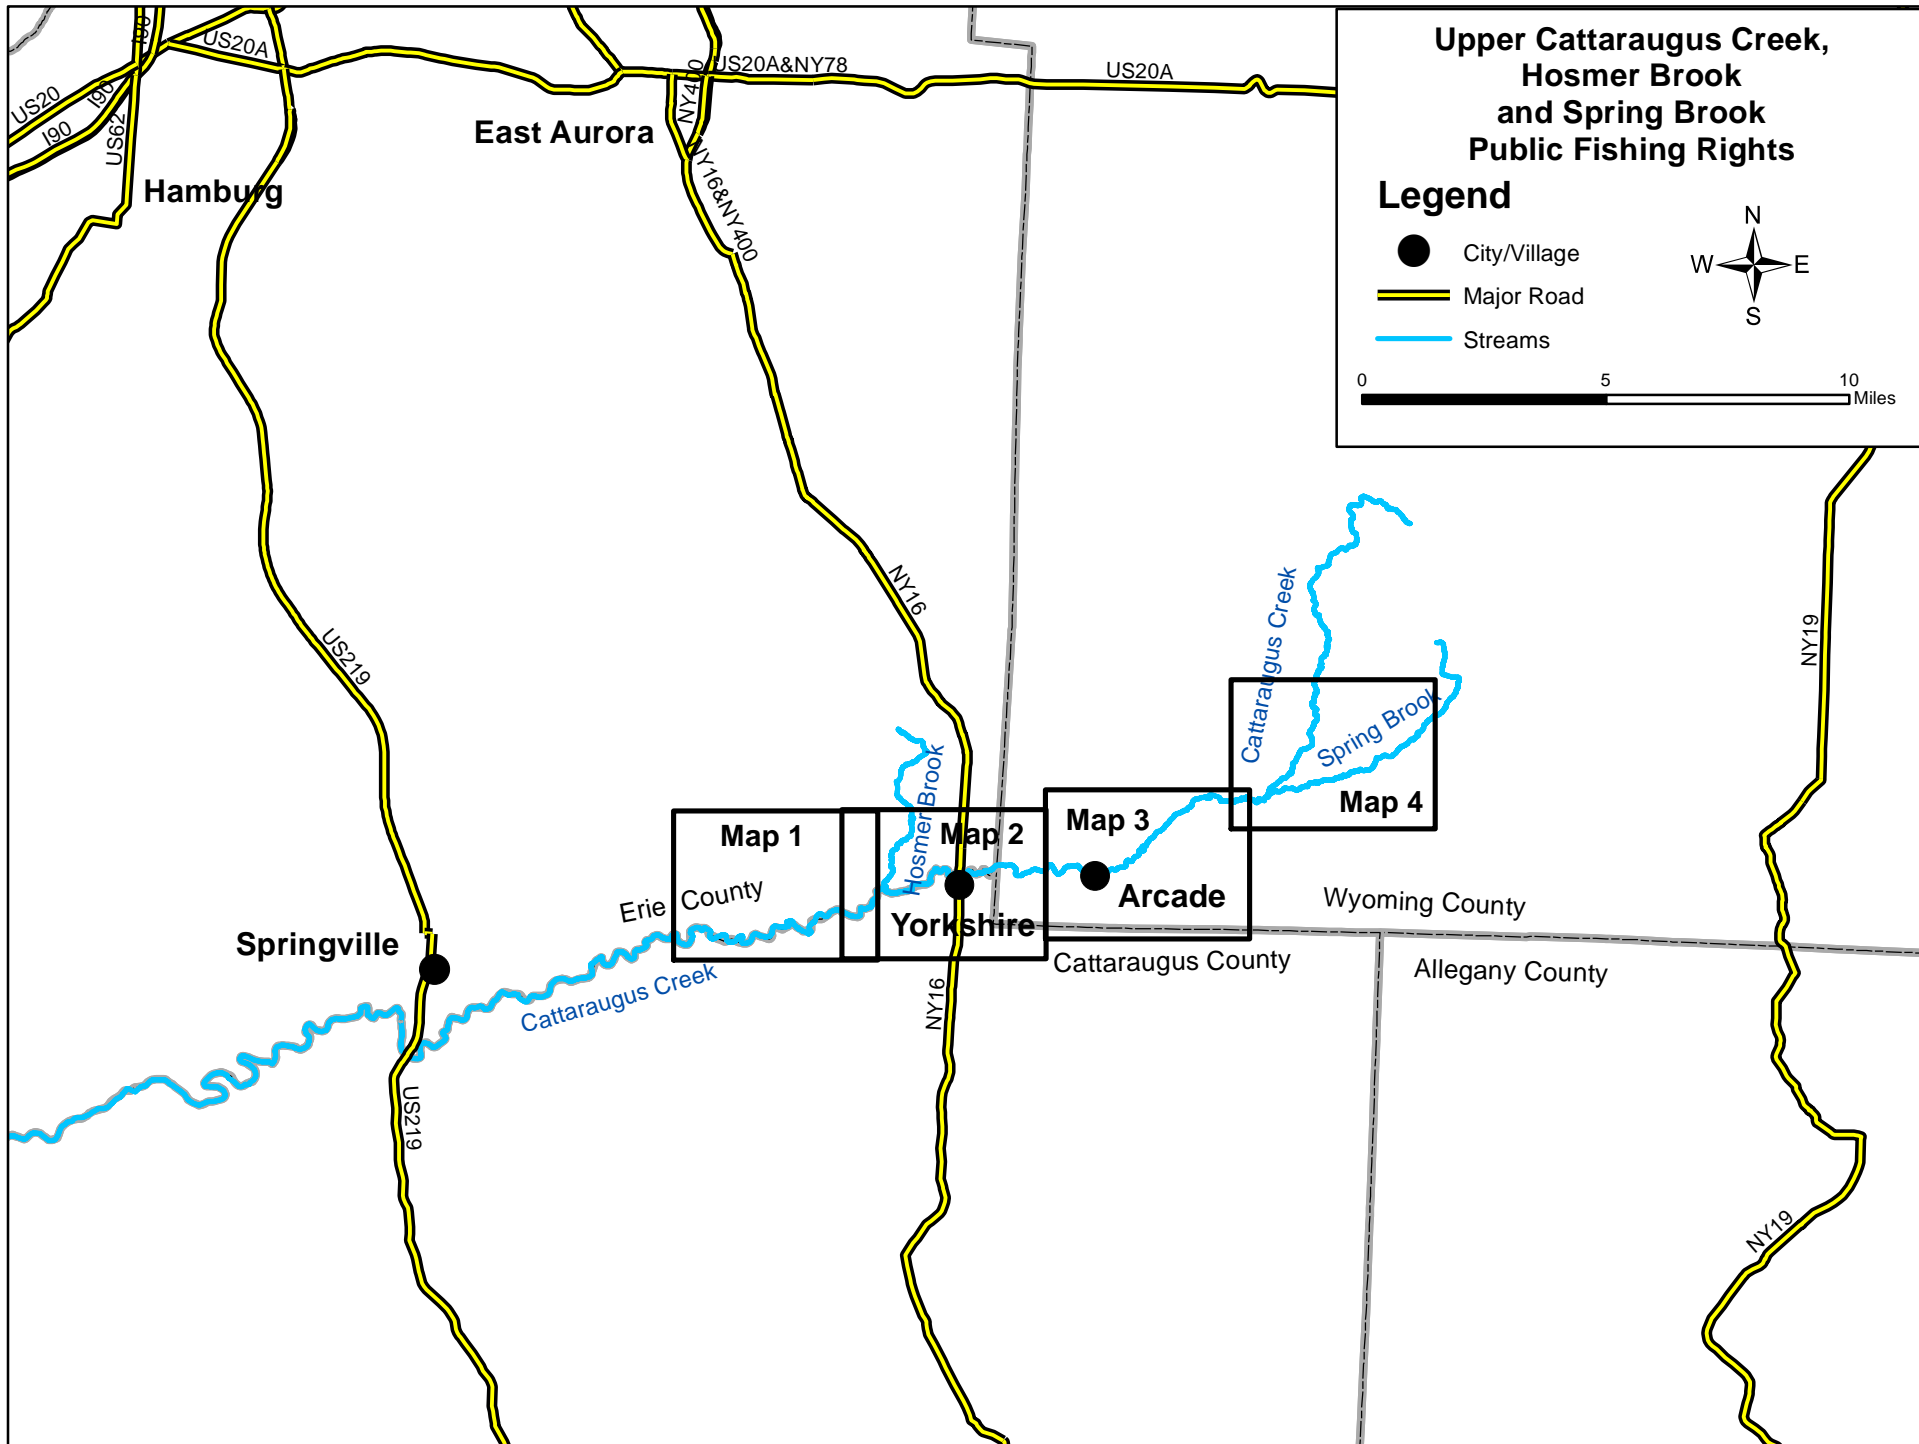 Upper Cattaraugus Creek,
Hosmer Brook
and Spring Brook
Public Fishing Rights
Legend
City/Village
Major Road
Streams
N
W
E
S
0
5
10
Miles
I90
US20A
US20
I90
I90
US62
Hamburg
East Aurora
NY400
US20A&NY78
US20A
NY16&NY400
NY16
US219
NY19
Cattaraugus Creek
Spring Brook
Hosmer Brook
Map 1
Map 2
Map 3
Map 4
Erie County
Yorkshire
Arcade
Wyoming County
Springville
Cattaraugus Creek
Cattaraugus County
Allegany County
NY16
US219
NY19